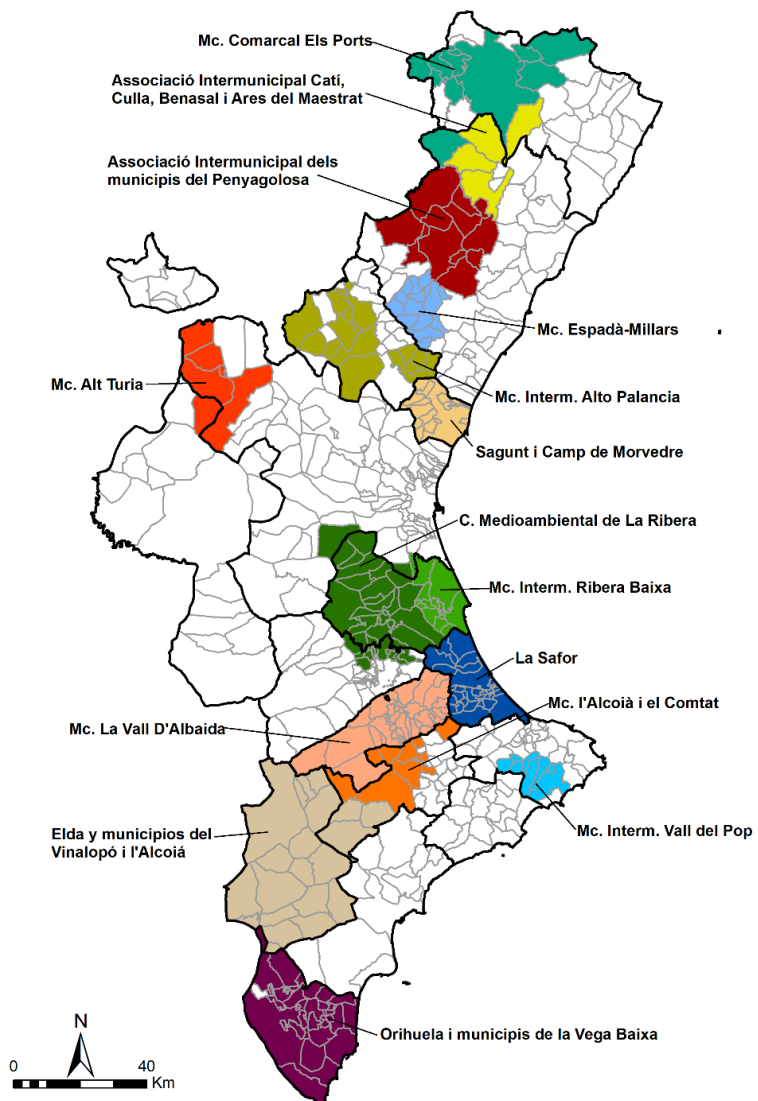 Mc. Comarcal Els Ports
Associació Intermunicipal Catí,
Culla, Benasal i Ares del Maestrat
Associació Intermunicipal dels
municipis del Penyagolosa
Mc. Espadà-Millars
Mc. Alt Turia
Mc. Interm. Alto Palancia
Sagunt i Camp de Morvedre
C. Medioambiental de La Ribera
Mc. Interm. Ribera Baixa
La Safor
Mc. l'Alcoià i el Comtat
Mc. La Vall D'Albaida
Mc. Interm. Vall del Pop
Elda y municipios del
Vinalopó i l'Alcoiá
Orihuela i municipis de la Vega Baixa
N
0 40
Km